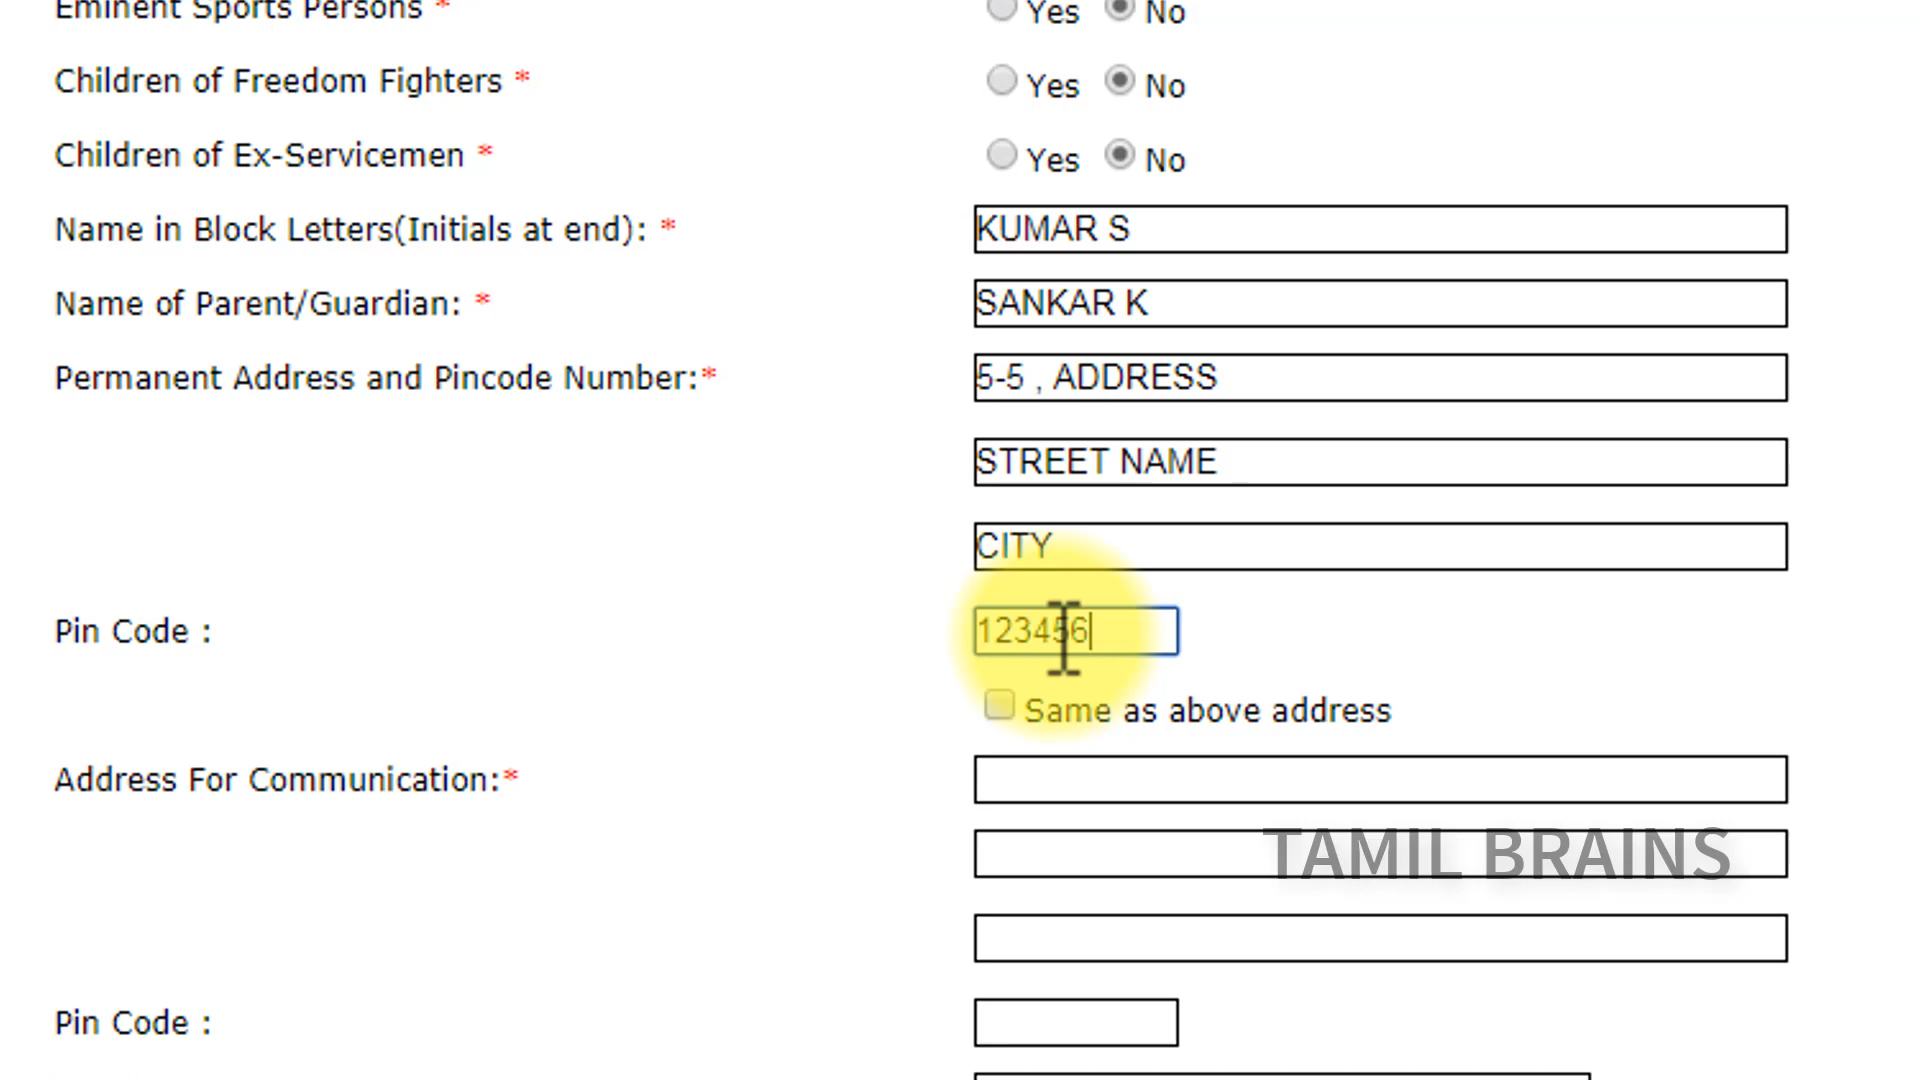 Eminent Sports Persons * Yes No
Children of Freedom Fighters * Yes No
Children of Ex-Servicemen * Yes No
Name in Block Letters(Initials at end): * KUMAR S
Name of Parent/Guardian: * SANKAR K
Permanent Address and Pincode Number:* 5-5 , ADDRESS
STREET NAME
CITY
Pin Code : 123456
Same as above address
Address For Communication:*
TAMIL BRAINS
Pin Code :